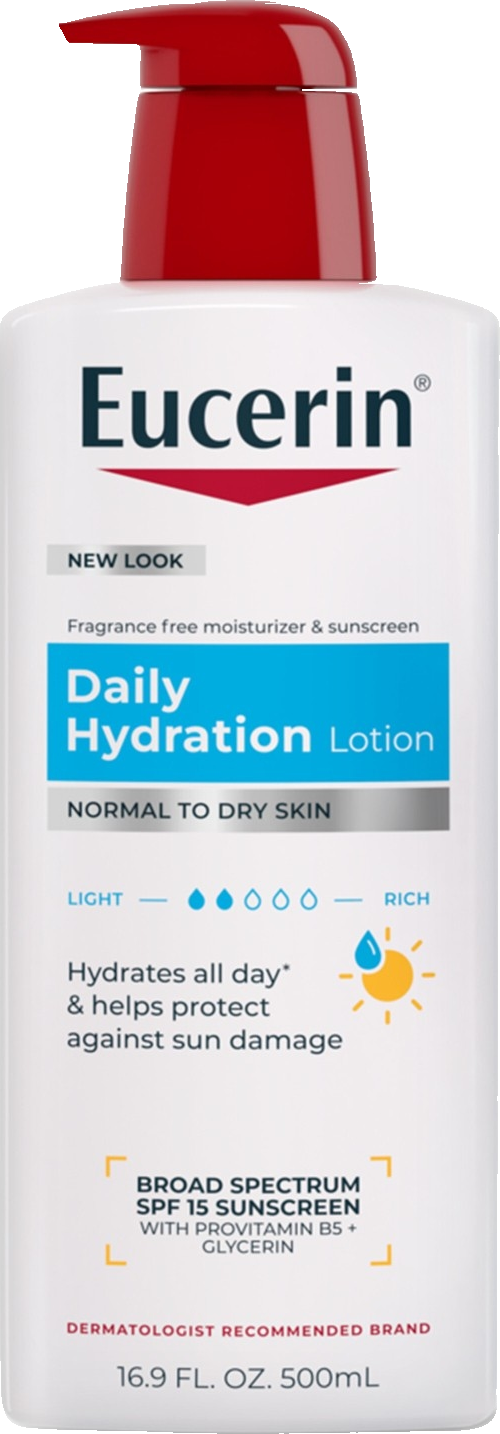 Eucerin®
NEW LOOK
Fragrance free moisturizer & sunscreen
Daily
Hydration Lotion
NORMAL TO DRY SKIN
LIGHT — — RICH
Hydrates all day*
& helps protect
against sun damage
BROAD SPECTRUM
SPF 15 SUNSCREEN
WITH PROVITAMIN B5 +
GLYCERIN
DERMATOLOGIST RECOMMENDED BRAND
16.9 FL. OZ. 500mL